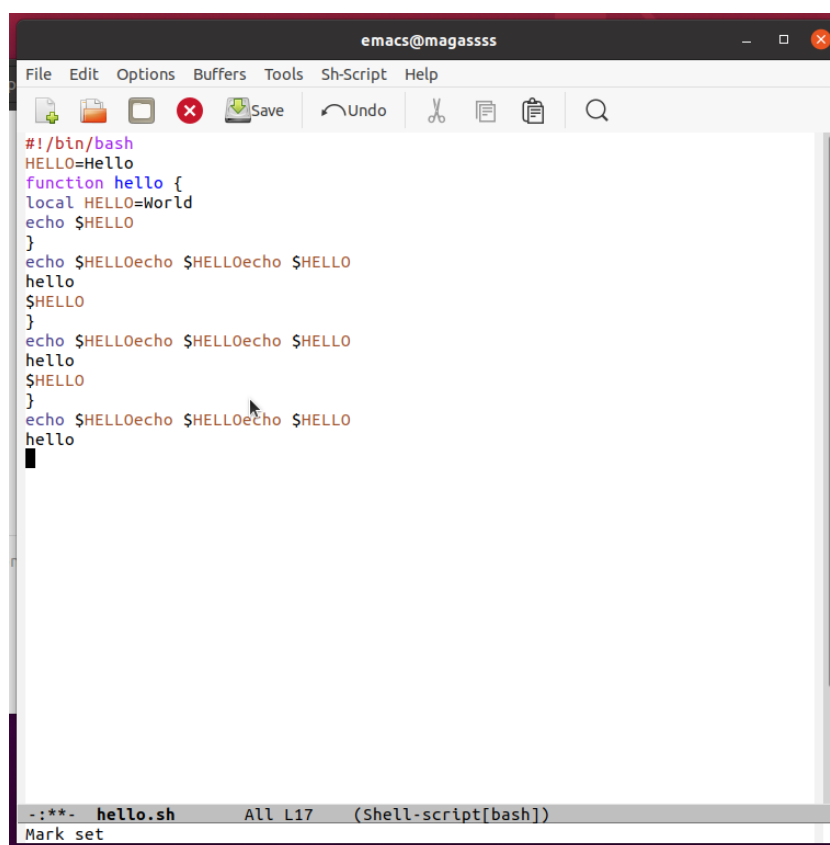 emacs@magassss
File Edit Options Buffers Tools Sh-Script Help
Save Undo
#!/bin/bash
HELLO=Hello
function hello {
local HELLO=World
echo $HELLO
}
echo $HELLOecho $HELLOecho $HELLO
hello
$HELLO
}
echo $HELLOecho $HELLOecho $HELLO
hello
$HELLO
}
echo $HELLOecho $HELLOecho $HELLO
hello
-:**- hello.sh All L17 (Shell-script[bash])
Mark set